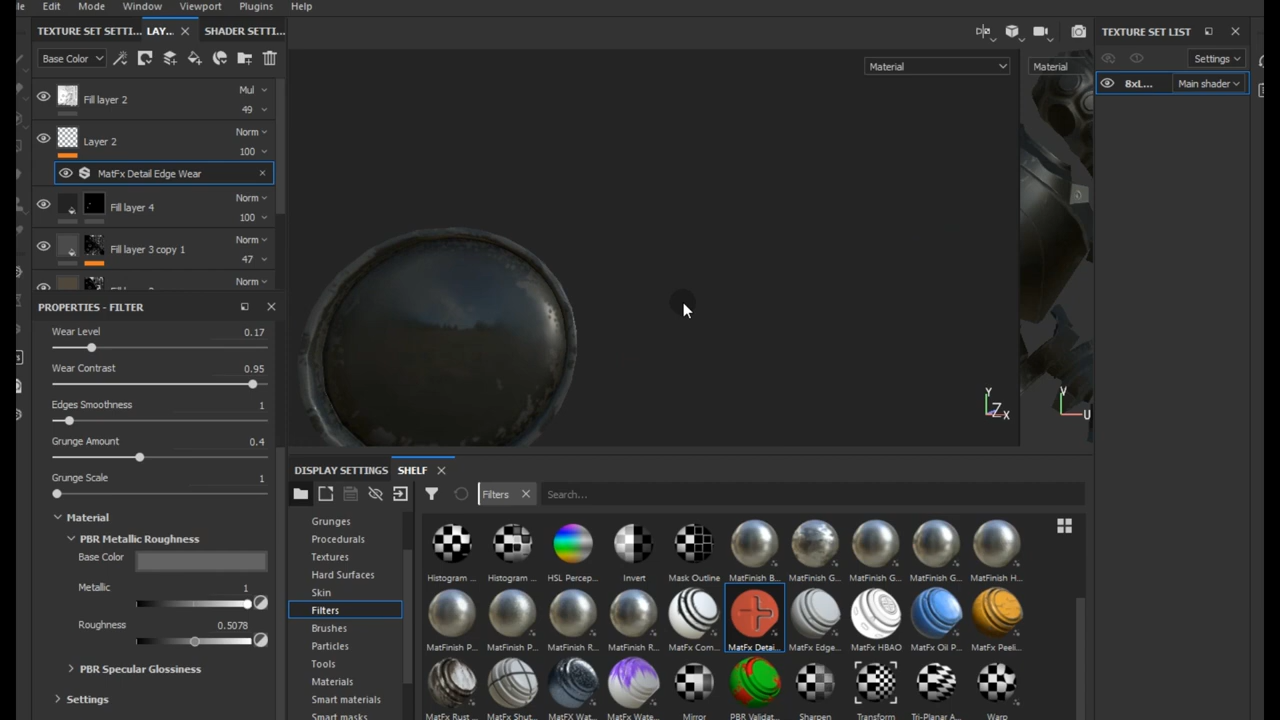 le Edit Mode Window Viewport Plugins Help
TEXTURE SET SETTI... LAY... SHADER SETTI...
Base Color
Fill layer 2 Mul
49
Layer 2 Norm
100
MatFx Detail Edge Wear
Fill layer 4 Norm
100
Fill layer 3 copy 1 Norm
47
Norm
PROPERTIES - FILTER
Wear Level 0.17
Wear Contrast 0.95
Edges Smoothness 1
Grunge Amount 0.4
Grunge Scale 1
Material
PBR Metallic Roughness
Base Color
Metallic 1
Roughness 0.5078
PBR Specular Glossiness
Settings
Material
Material
Y
Z X
V
U
TEXTURE SET LIST
Settings
8xL... Main shader
DISPLAY SETTINGS SHELF
Filters Search...
Grunges
Procedurals
Textures
Hard Surfaces
Skin
Filters
Brushes
Particles
Tools
Materials
Smart materials
Smart masks
Histogram ... Histogram ... HSL Percep... Invert Mask Outline MatFinish B... MatFinish G... MatFinish G... MatFinish G... MatFinish H...
MatFinish P... MatFinish P... MatFinish R... MatFinish R... MatFx Com... MatFx Detai... MatFx Edge... MatFx HBAO MatFx Oil P... MatFx Peeli...
MatFx Rust ... MatFx Shut... MatFX Wat... MatFx Wate... Mirror PBR Validat... Sharpen Transform Tri-Planar A... Warp